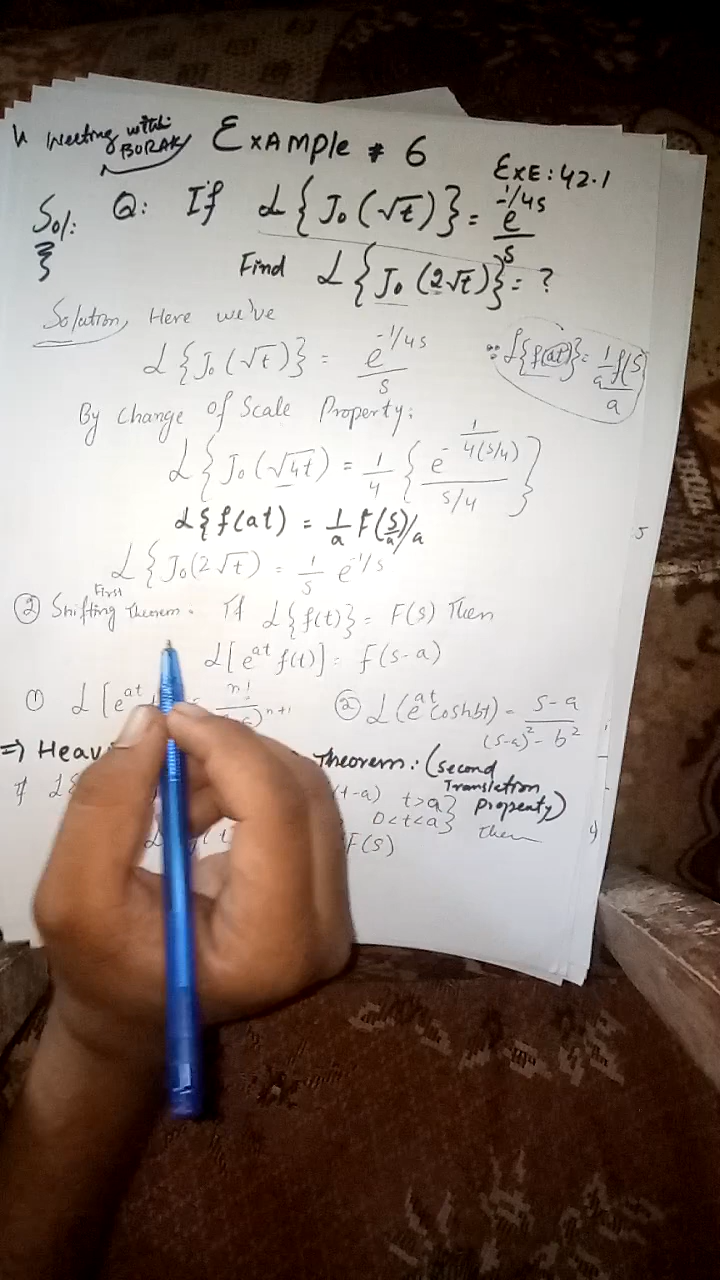 Meeting with BORAK Example # 6
Exe: 42.1
Sol: Q: If ℒ{J₀(√t)} = e^(-1/4s)/s
Find ℒ{J₀(2√t)} = ?
Solution, Here we've
ℒ{J₀(√t)} = e^(-1/4s)/s ∵ ℒ{f(at)} = 1/a f(s)/a
By Change of Scale Property:
ℒ{J₀(√4t) = 1/4 {e^(-1/4(s/4))/(s/4)}
ℒ{f(at) = 1/a F(s/a)/a
ℒ{J₀(2√t) = 1/s e^(-1/s)
② First Shifting Theorem. If ℒ{f(t)} = F(s) Then
ℒ[e^(at) f(t)] = F(s-a)
① ℒ[e^(at) n! n+1 ② ℒ(e^(at) coshbt) = (s-a)/((s-a)² - b²)
⇒ Heav Theorem: (second Translation Property)
If ℒ{ (t-a) t>a}
0<t<a} then
F(s)